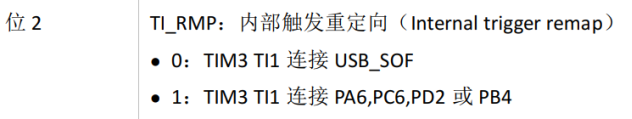 位 2
TI_RMP：内部触发重定向（Internal trigger remap）
● 0：TIM3 TI1 连接 USB_SOF
● 1：TIM3 TI1 连接 PA6,PC6,PD2 或 PB4